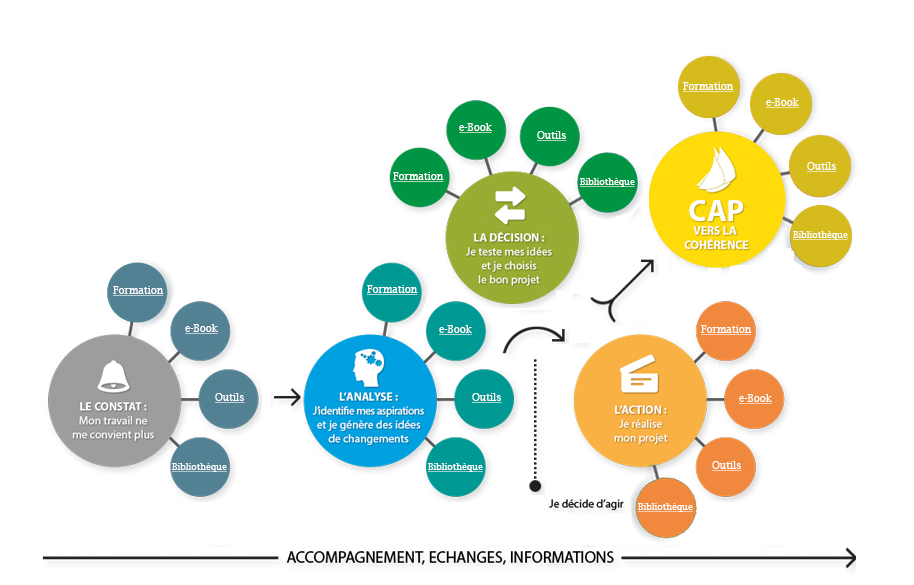 LE CONSTAT :
Mon travail ne
me convient plus
Formation
e-Book
Outils
Bibliothèque
L'ANALYSE :
J'identifie mes aspirations
et je génère des idées
de changements
Formation
e-Book
Outils
Bibliothèque
LA DÉCISION :
Je teste mes idées
et je choisis
le bon projet
Formation
e-Book
Outils
Bibliothèque
Je décide d'agir
L'ACTION :
Je réalise
mon projet
Formation
e-Book
Outils
Bibliothèque
CAP
VERS LA
COHÉRENCE
Formation
e-Book
Outils
Bibliothèque
ACCOMPAGNEMENT, ECHANGES, INFORMATIONS